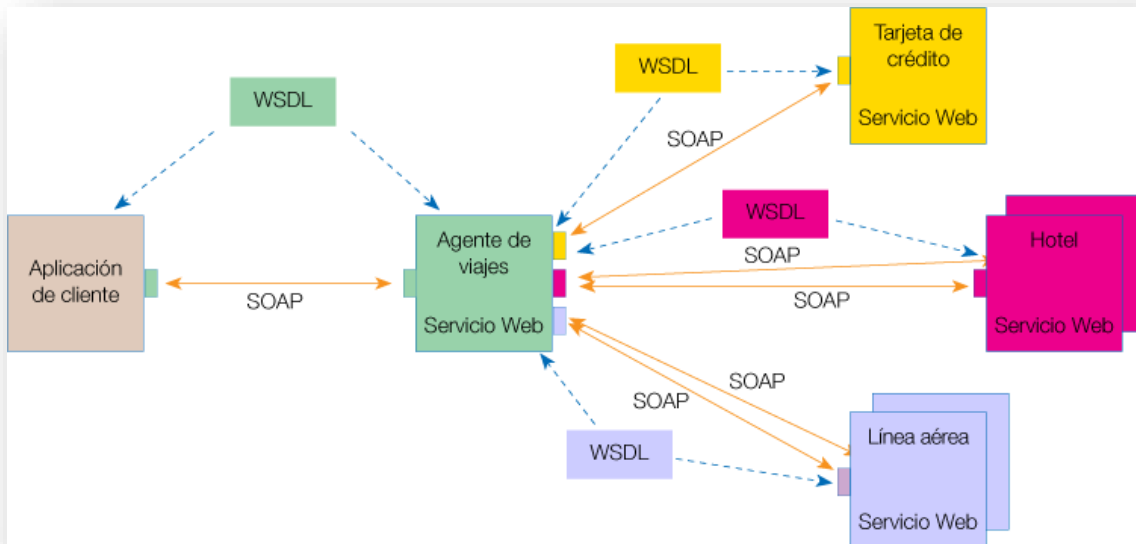 Tarjeta de
crédito
Servicio Web
WSDL
WSDL
SOAP
WSDL
Aplicación
de cliente
SOAP
Agente de
viajes
Servicio Web
SOAP
SOAP
Hotel
Servicio Web
SOAP
SOAP
WSDL
Línea aérea
Servicio Web